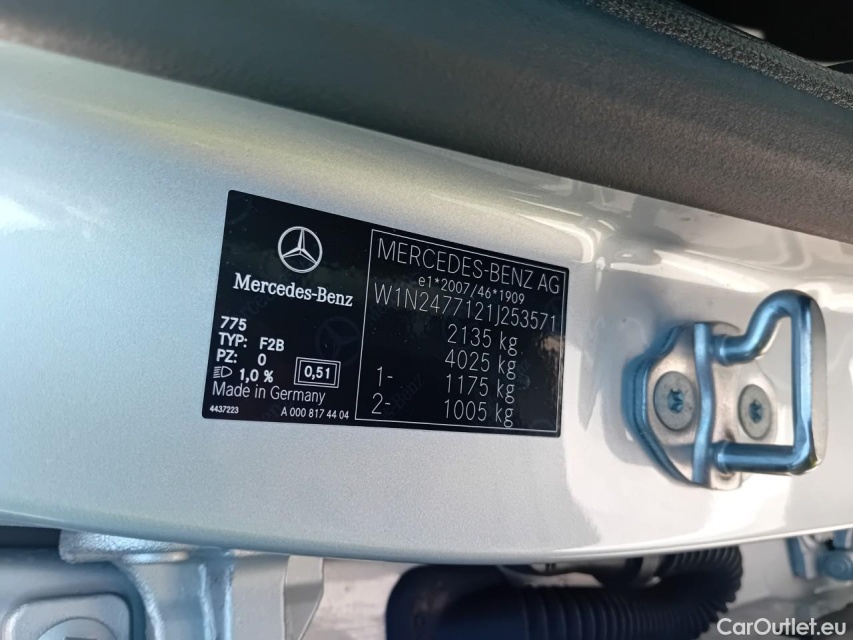 Mercedes-Benz
775
TYP: F2B
PZ: 0
1,0 %
0,51
Made in Germany
4437223
A 000 817 44 04
MERCEDES-BENZ AG
e1*2007/46*1909
W1N2477121J253571
2135 kg
4025 kg
1- 1175 kg
2- 1005 kg
CarOutlet.eu